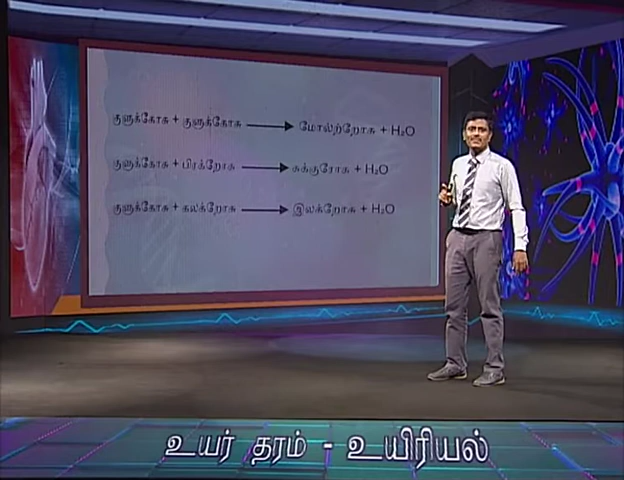 குளுக்கோசு + குளுக்கோசு → மோல்ற்றோசு + H₂O
குளுக்கோசு + பிரக்றோசு → சுக்குரோசு + H₂O
குளுக்கோசு + கலக்றோசு → இலக்றோசு + H₂O
உயர் தரம் - உயிரியல்